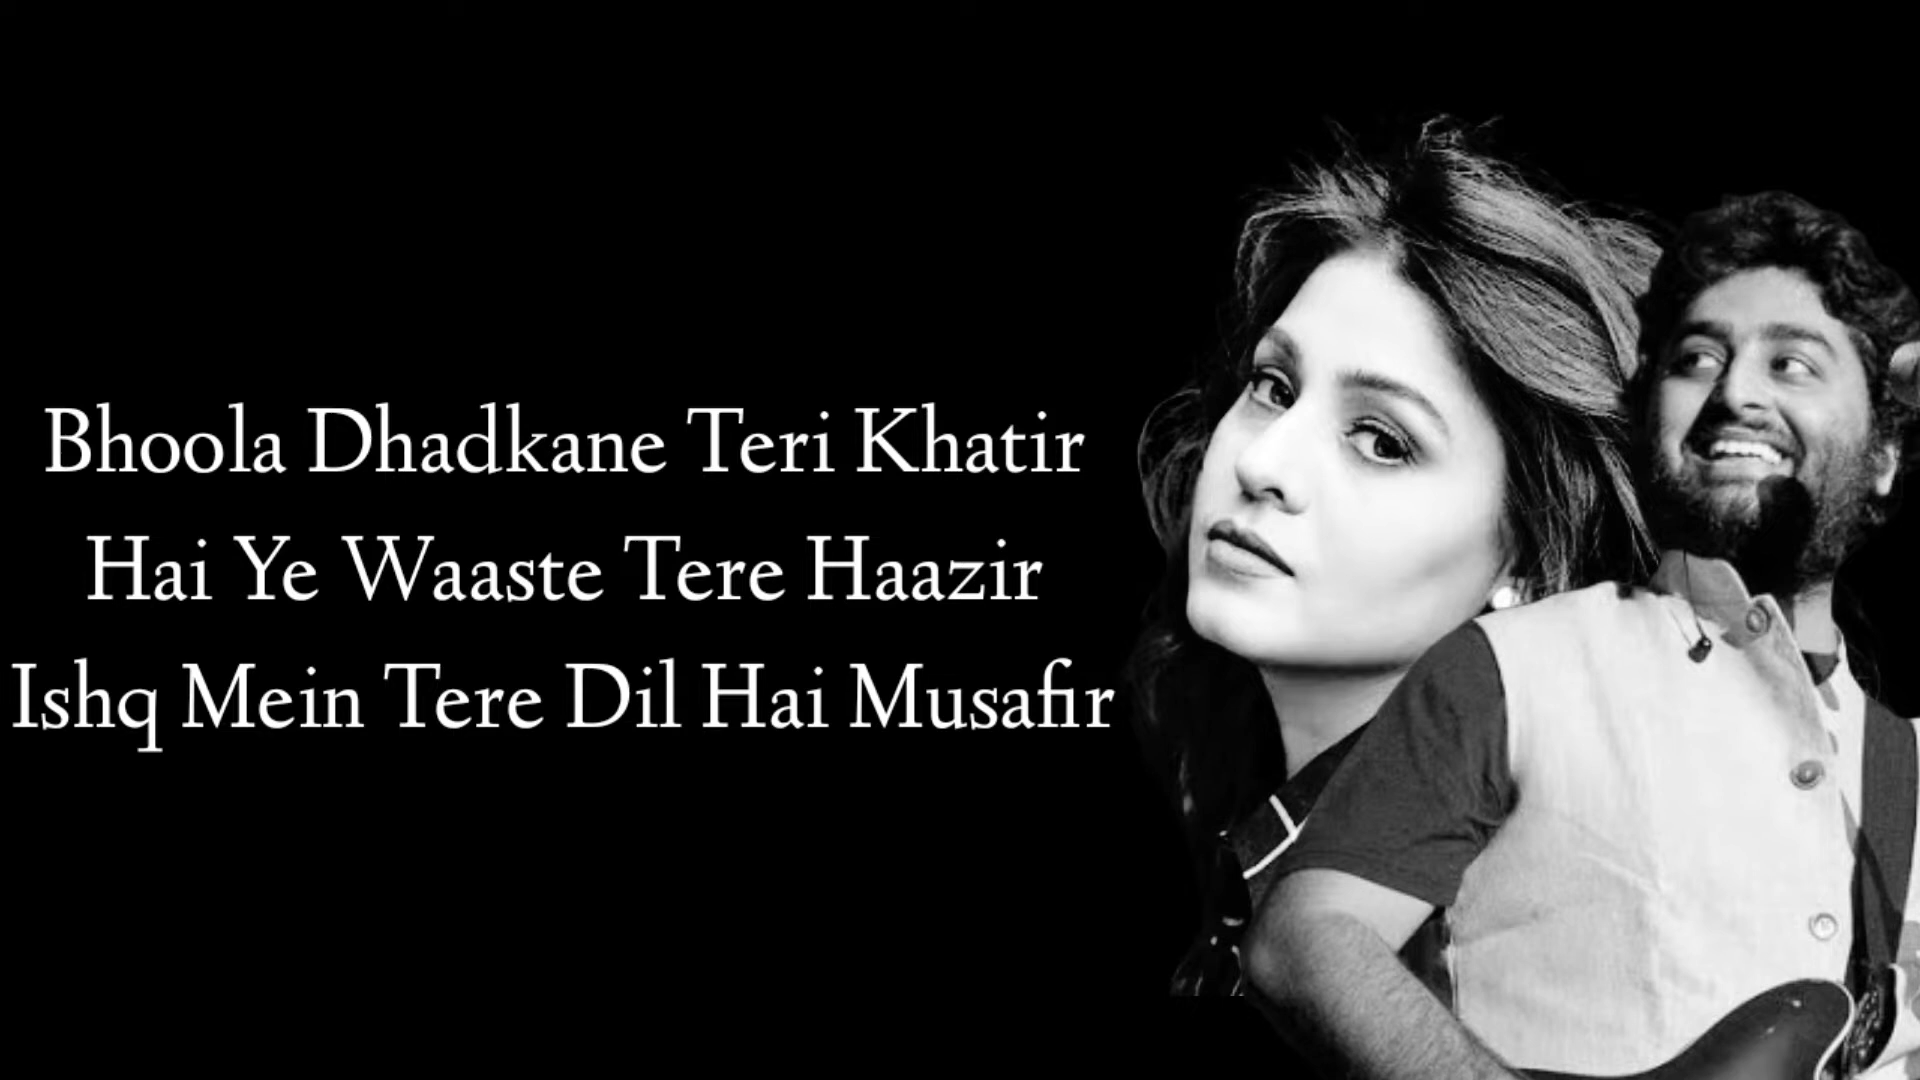 Bhoola Dhadkane Teri Khatir
Hai Ye Waaste Tere Haazir
Ishq Mein Tere Dil Hai Musafir